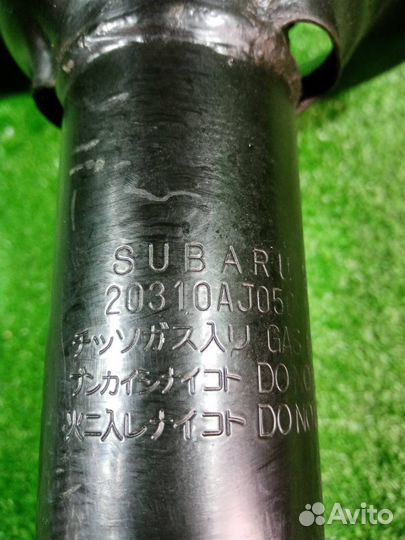 SUBARU
20310AJ05
チッソガス入リ GAS
ブンカイシナイコト DO NO
火ニ入レナイコト DO NO
Avito